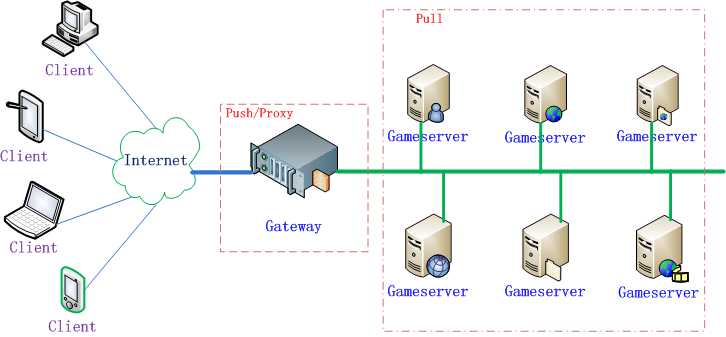 Pull
Client
Push/Proxy
Gameserver
Gameserver
Gameserver
Client
Internet
Gateway
Client
Gameserver
Gameserver
Gameserver
Client